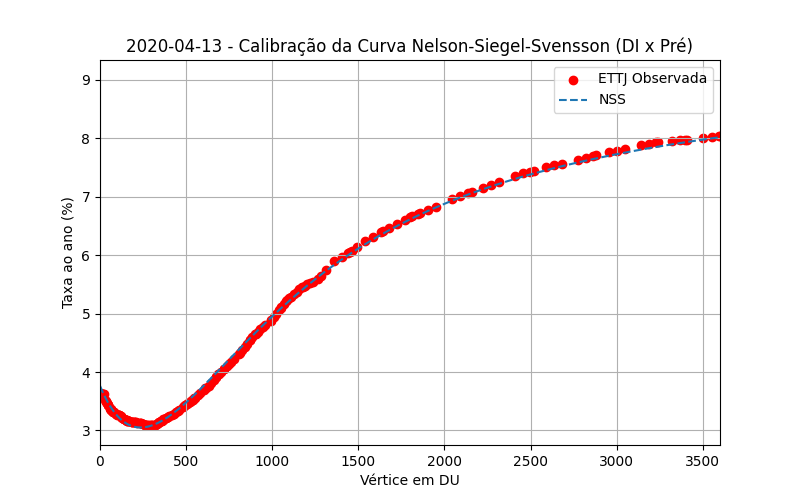 2020-04-13 - Calibração da Curva Nelson-Siegel-Svensson (DI x Pré)
ETTJ Observada
NSS
Taxa ao ano (%)
9
8
7
6
5
4
3
0 500 1000 1500 2000 2500 3000 3500
Vértice em DU